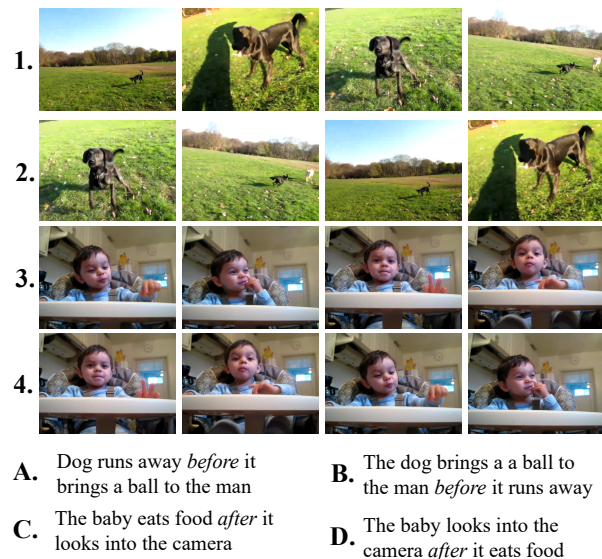 1.
2.
3.
4.
A. Dog runs away before it
brings a ball to the man
B. The dog brings a a ball to
the man before it runs away
C. The baby eats food after it
looks into the camera
D. The baby looks into the
camera after it eats food